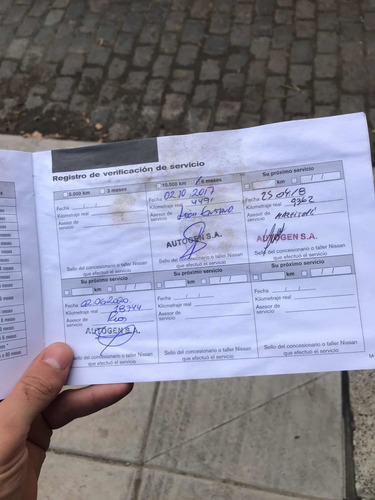 Registro de verificación de servicio
5.000 km 3 meses
Fecha
Kilometraje real
Asesor de servicio
Sello del concesionario o taller Nissan que efectuó el servicio
10.000 km 6 meses
Fecha 02.10.2017
Kilometraje real 4491
Asesor de servicio
AUTOGEN S.A.
Sello del concesionario o taller Nissan que efectuó el servicio
Su próximo servicio
km
Fecha 25/04/18
Kilometraje real 9362
Asesor de servicio
AUTOGEN S.A.
Sello del concesionario o taller Nissan que efectuó el servicio
Su próximo servicio
km
Fecha 02.06.2020
Kilometraje real 28744
Asesor de servicio Rios
AUTOGEN S.A.
Sello del concesionario o taller Nissan que efectuó el servicio
Su próximo servicio
km
Fecha
Kilometraje real
Asesor de servicio
Sello del concesionario o taller Nissan que efectuó el servicio
Su próximo servicio
km
Fecha
Kilometraje real
Asesor de servicio
Sello del concesionario o taller Nissan que efectuó el servicio